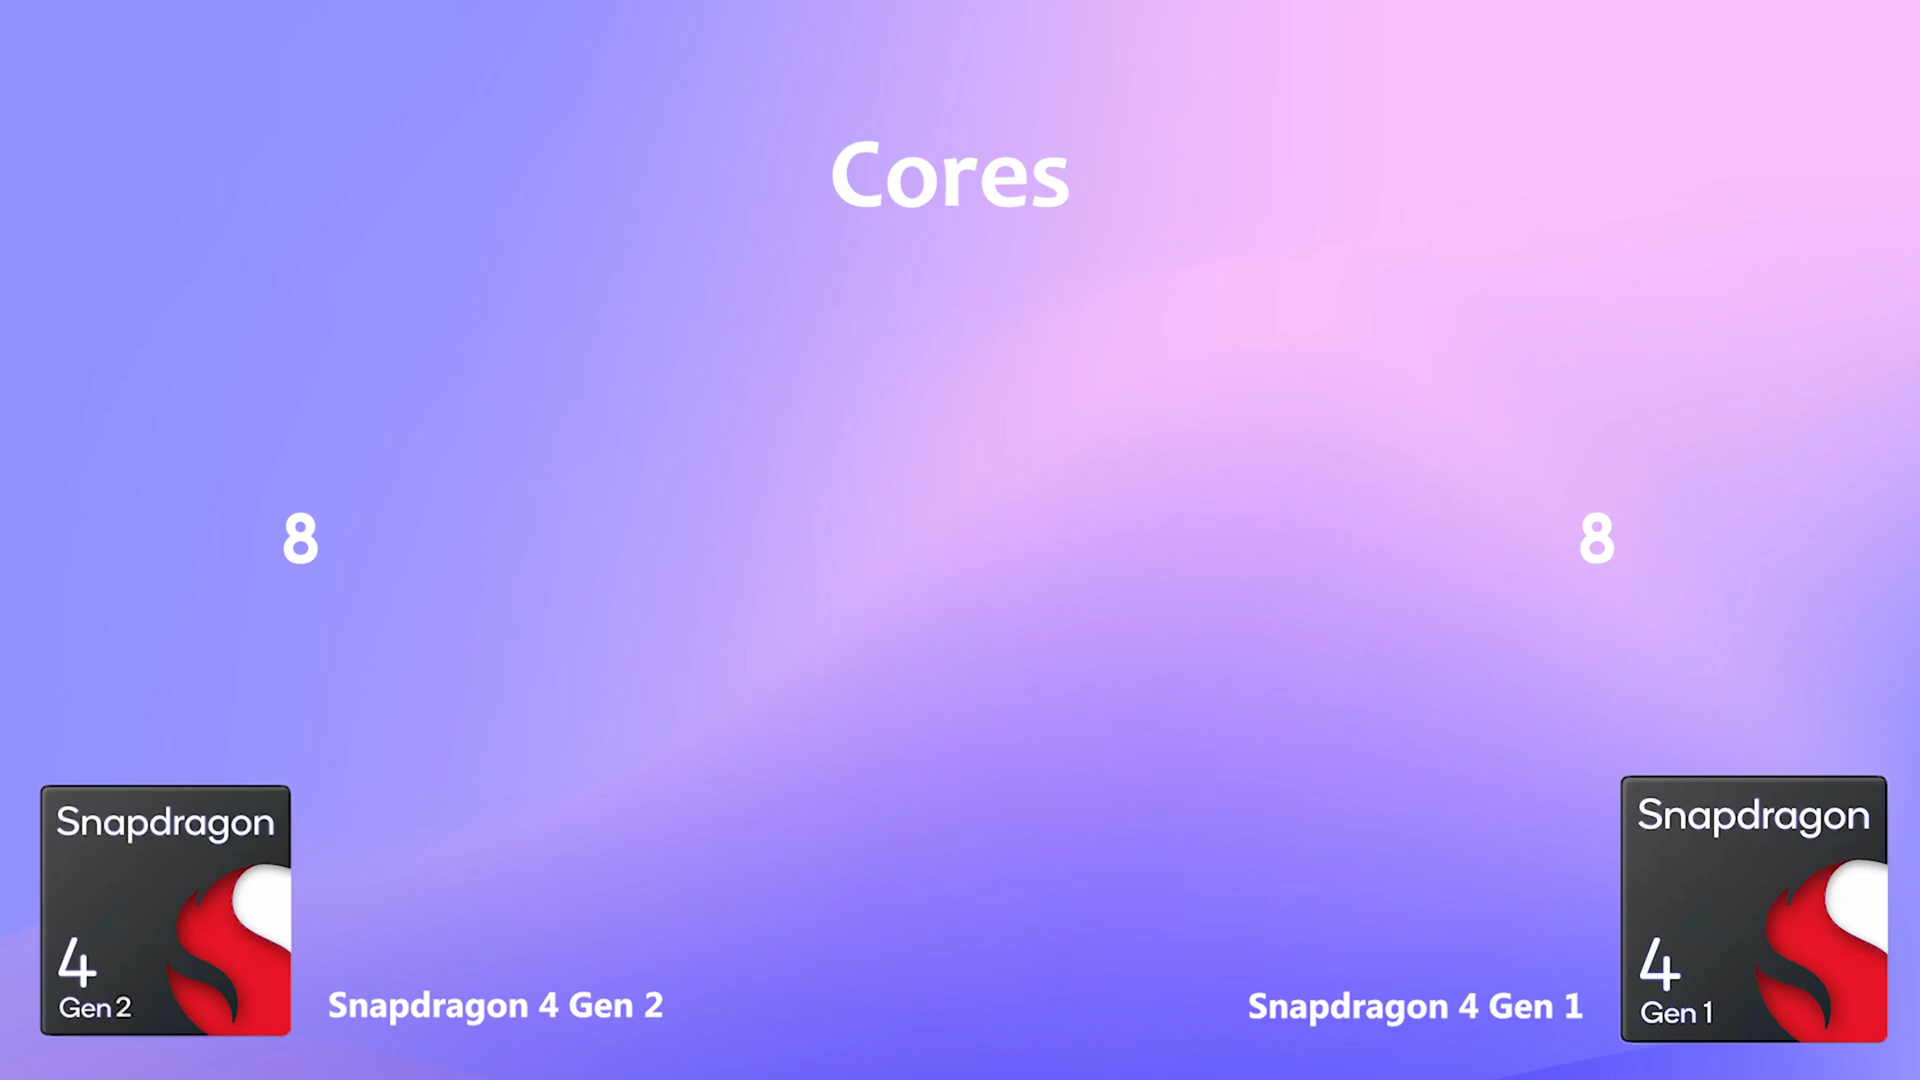 Cores
8
8
Snapdragon
4
Gen 2
Snapdragon 4 Gen 2
Snapdragon 4 Gen 1
Snapdragon
4
Gen 1